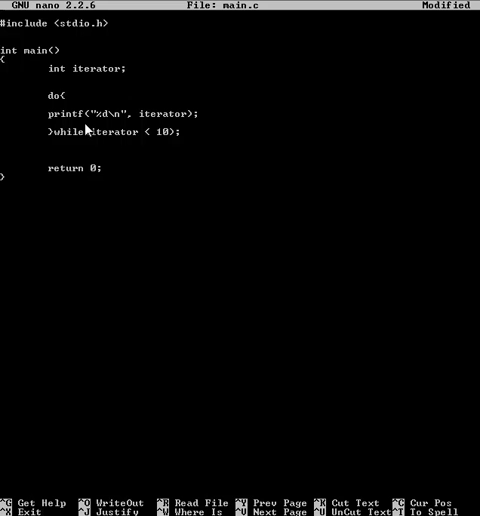 GNU nano 2.2.6 File: main.c Modified
#include <stdio.h>
int main()
{
int iterator;
do{
printf("%d\n", iterator);
}while(iterator < 10);
return 0;
}
^G Get Help ^O WriteOut ^R Read File ^Y Prev Page ^K Cut Text ^C Cur Pos
^X Exit ^J Justify ^W Where Is ^V Next Page ^U UnCut Text ^T To Spell